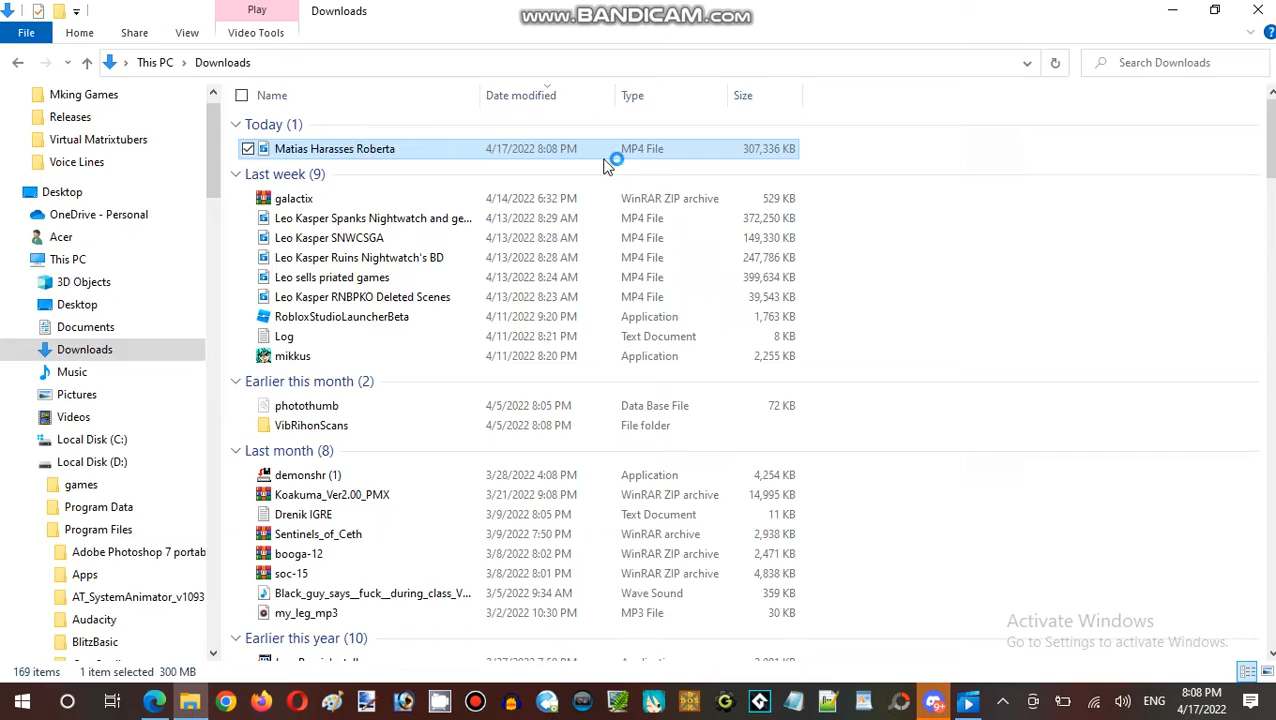 Play
Downloads
www.BANDICAM.com
File
Home
Share
View
Video Tools
This PC
Downloads
Search Downloads
Mking Games
Releases
Virtual Matrixtubers
Voice Lines
Desktop
OneDrive - Personal
Acer
This PC
3D Objects
Desktop
Documents
Downloads
Music
Pictures
Videos
Local Disk (C:)
Local Disk (D:)
games
Program Data
Program Files
Adobe Photoshop 7 portab
Apps
AT_SystemAnimator_v1093
Audacity
BlitzBasic
Name Date modified Type Size
Today (1)
Matias Harasses Roberta 4/17/2022 8:08 PM MP4 File 307,336 KB
Last week (9)
galactix 4/14/2022 6:32 PM WinRAR ZIP archive 529 KB
Leo Kasper Spanks Nightwatch and ge... 4/13/2022 8:29 AM MP4 File 372,250 KB
Leo Kasper SNWCSGA 4/13/2022 8:28 AM MP4 File 149,330 KB
Leo Kasper Ruins Nightwatch's BD 4/13/2022 8:28 AM MP4 File 247,786 KB
Leo sells priated games 4/13/2022 8:24 AM MP4 File 399,634 KB
Leo Kasper RNBPKO Deleted Scenes 4/13/2022 8:23 AM MP4 File 39,543 KB
RobloxStudioLauncherBeta 4/11/2022 9:20 PM Application 1,763 KB
Log 4/11/2022 8:21 PM Text Document 8 KB
mikkus 4/11/2022 8:20 PM Application 2,255 KB
Earlier this month (2)
photothumb 4/5/2022 8:05 PM Data Base File 72 KB
VibRihonScans 4/5/2022 8:08 PM File folder
Last month (8)
demonshr (1) 3/28/2022 4:08 PM Application 4,254 KB
Koakuma_Ver2.00_PMX 3/21/2022 9:08 PM WinRAR ZIP archive 14,995 KB
Drenik IGRE 3/9/2022 8:05 PM Text Document 11 KB
Sentinels_of_Ceth 3/9/2022 7:50 PM WinRAR archive 2,938 KB
booga-12 3/8/2022 8:02 PM WinRAR ZIP archive 2,471 KB
soc-15 3/8/2022 8:01 PM WinRAR ZIP archive 4,838 KB
Black_guy_says__fuck__during_class_V... 3/5/2022 9:34 AM Wave Sound 359 KB
my_leg_mp3 3/2/2022 10:30 PM MP3 File 30 KB
Earlier this year (10)
Activate Windows
Go to Settings to activate Windows.
169 items 1 item selected 300 MB
ENG
8:08 PM
4/17/2022